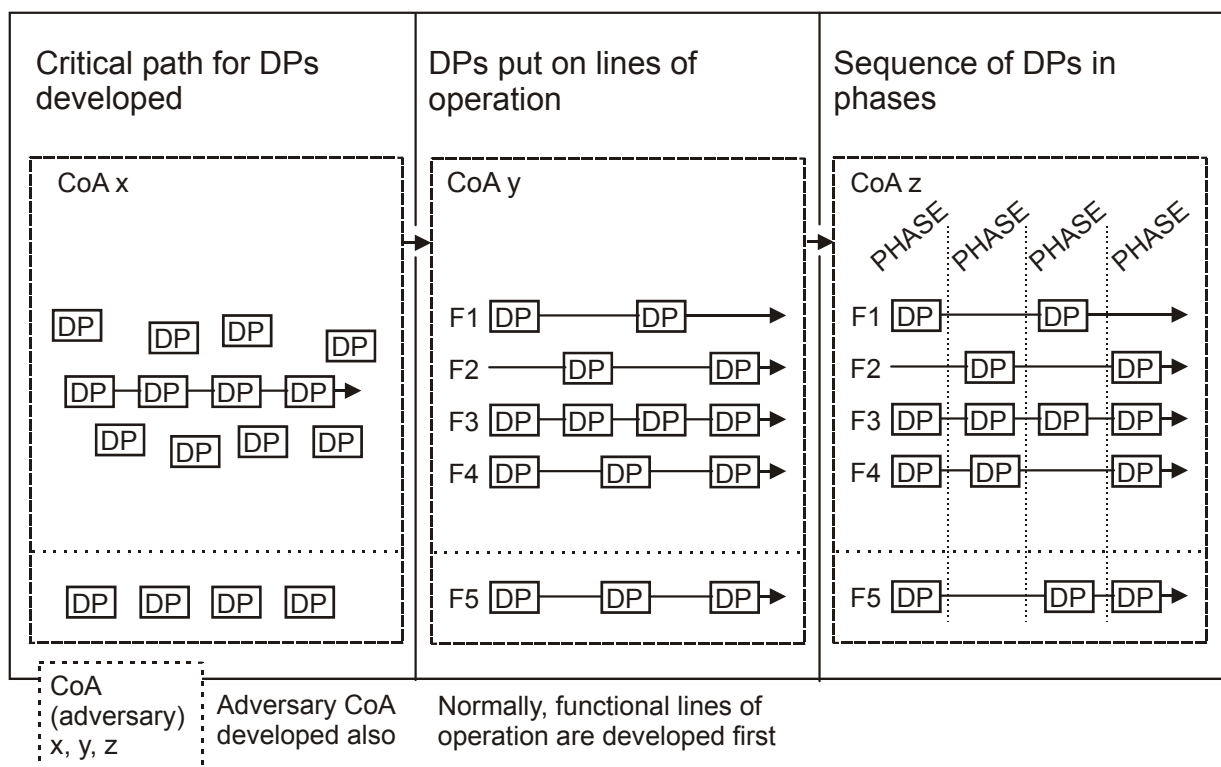 Critical path for DPs
developed
CoA x
DP
DP
DP
DP
DP DP DP DP
DP
DP
DP
DP
DP DP DP DP
CoA
(adversary)
x, y, z
Adversary CoA
developed also
DPs put on lines of
operation
CoA y
F1 DP DP
F2 DP DP
F3 DP DP DP DP
F4 DP DP DP
F5 DP DP DP
Normally, functional lines of
operation are developed first
Sequence of DPs in
phases
CoA z
PHASE PHASE PHASE PHASE
F1 DP DP
F2 DP DP
F3 DP DP DP DP
F4 DP DP DP
F5 DP DP DP